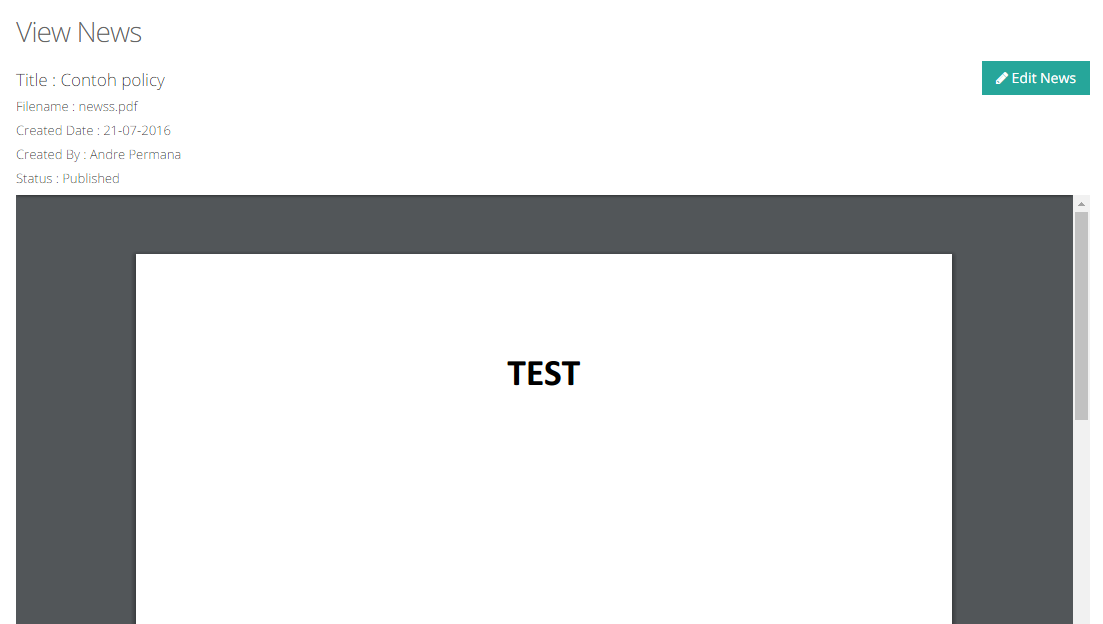 View News
Title : Contoh policy
Edit News
Filename : newss.pdf
Created Date : 21-07-2016
Created By : Andre Permana
Status : Published
TEST